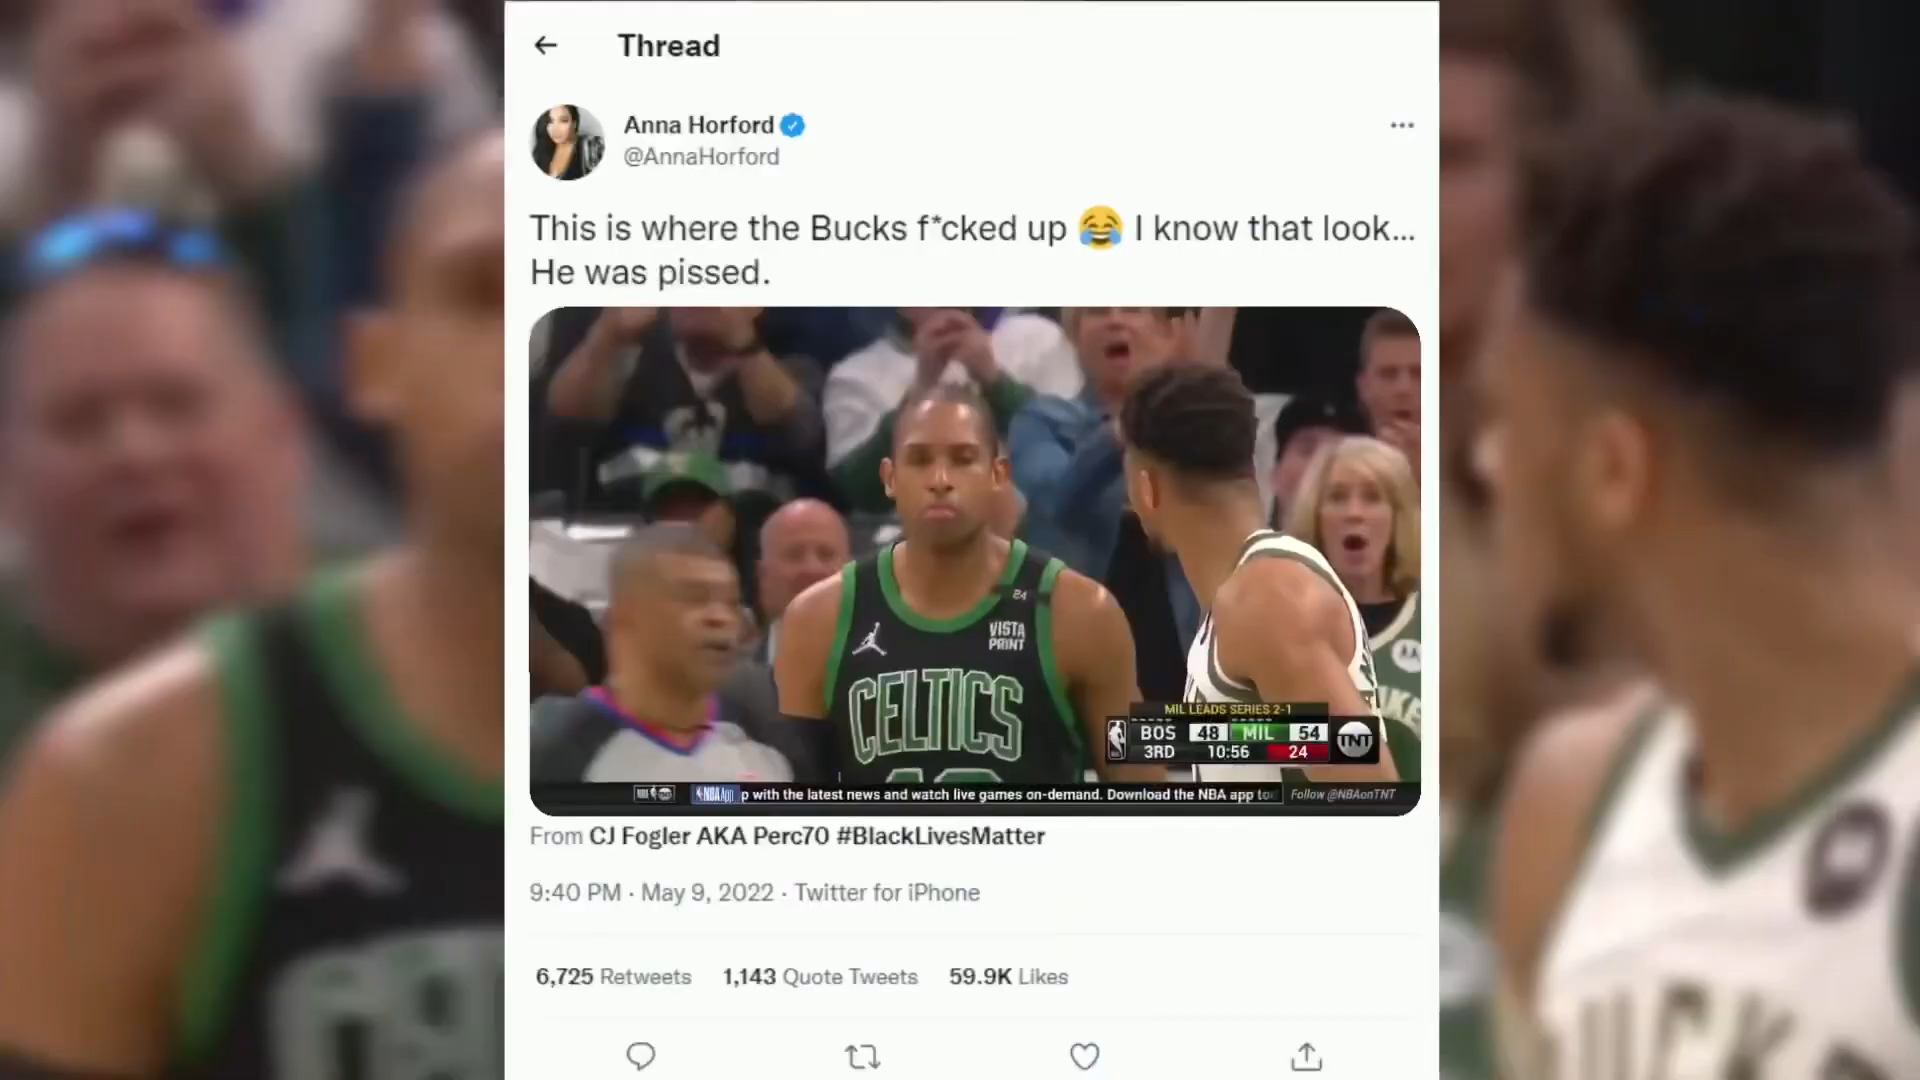 Thread
Anna Horford
@AnnaHorford
This is where the Bucks f*cked up 😂 I know that look...
He was pissed.
24
VISTA
PRINT
CELTICS
MIL LEADS SERIES 2-1
BOS 48 MIL 54
3RD 10:56 24
TNT
NBA App p with the latest news and watch live games on-demand. Download the NBA app to
Follow @NBAonTNT
From CJ Fogler AKA Perc70 #BlackLivesMatter
9:40 PM · May 9, 2022 · Twitter for iPhone
6,725 Retweets 1,143 Quote Tweets 59.9K Likes